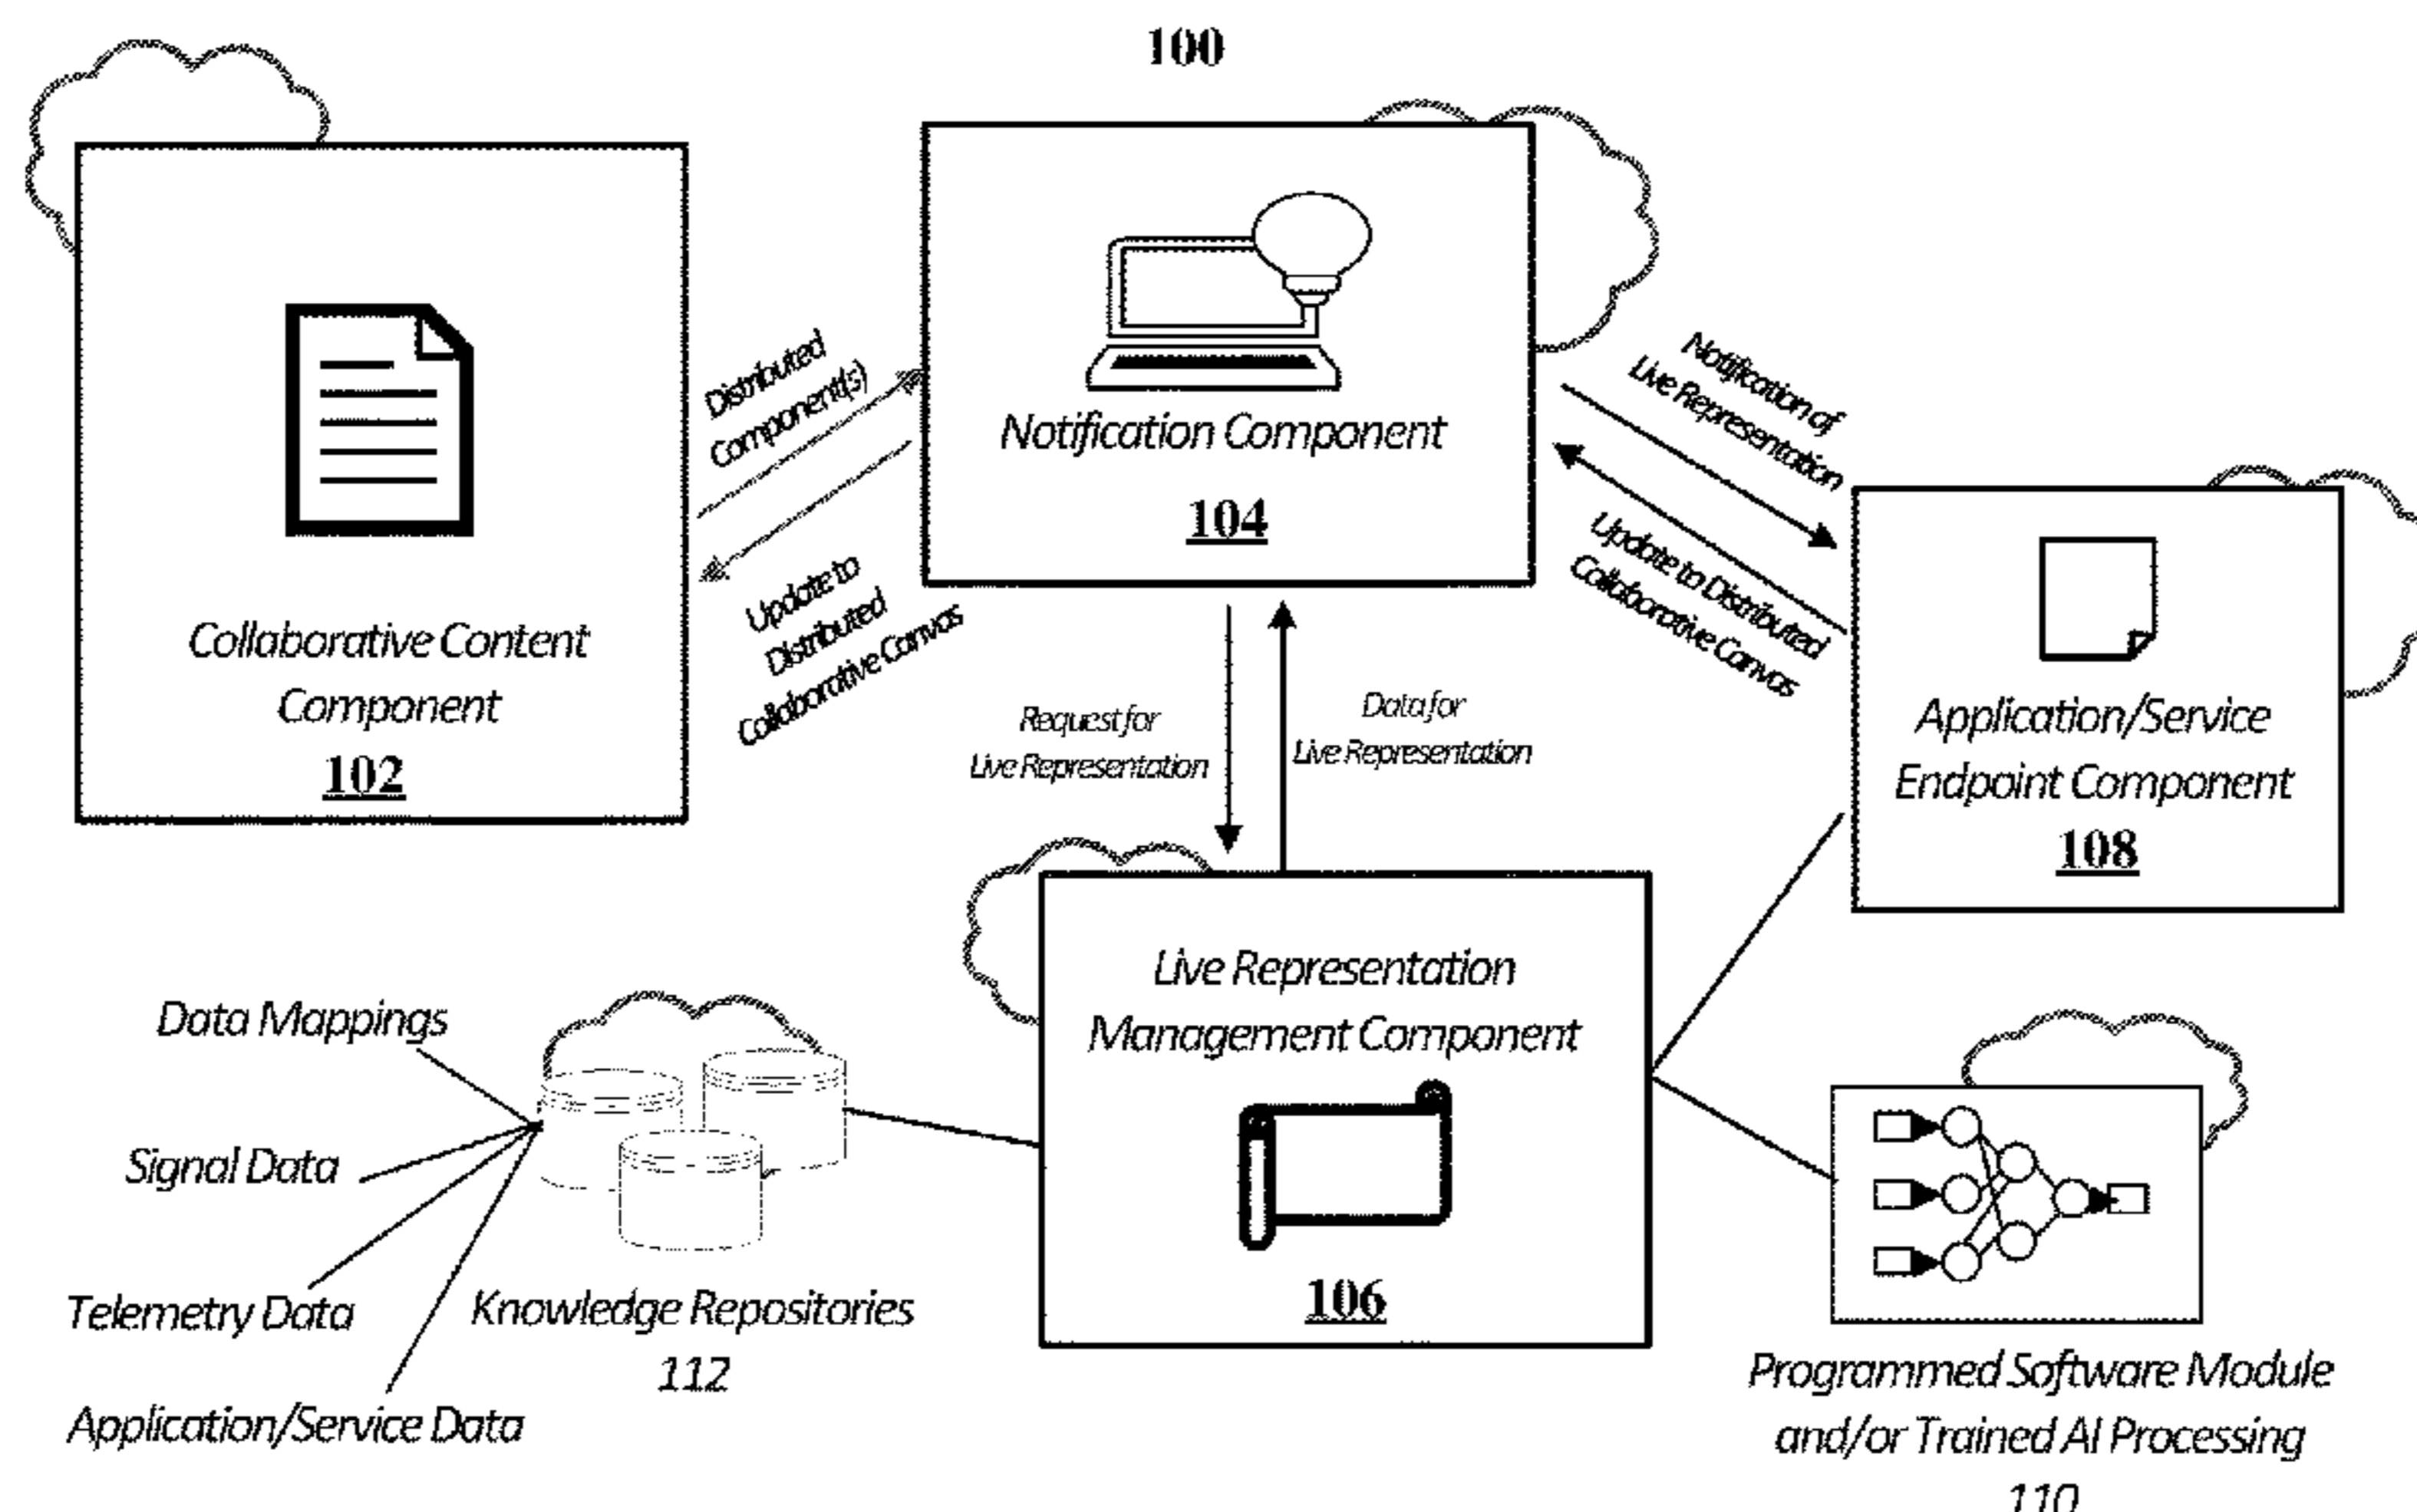 100
Distributed
Component(s)
Notification Component
104
Notification of
Live Representation
Collaborative Content
Component
102
Update to
Distributed
Collaborative Canvas
Update to Distributed
Collaborative Canvas
Request for
Live Representation
Data for
Live Representation
Application/Service
Endpoint Component
108
Live Representation
Management Component
106
Data Mappings
Signal Data
Telemetry Data
Application/Service Data
Knowledge Repositories
112
Programmed Software Module
and/or Trained AI Processing
110